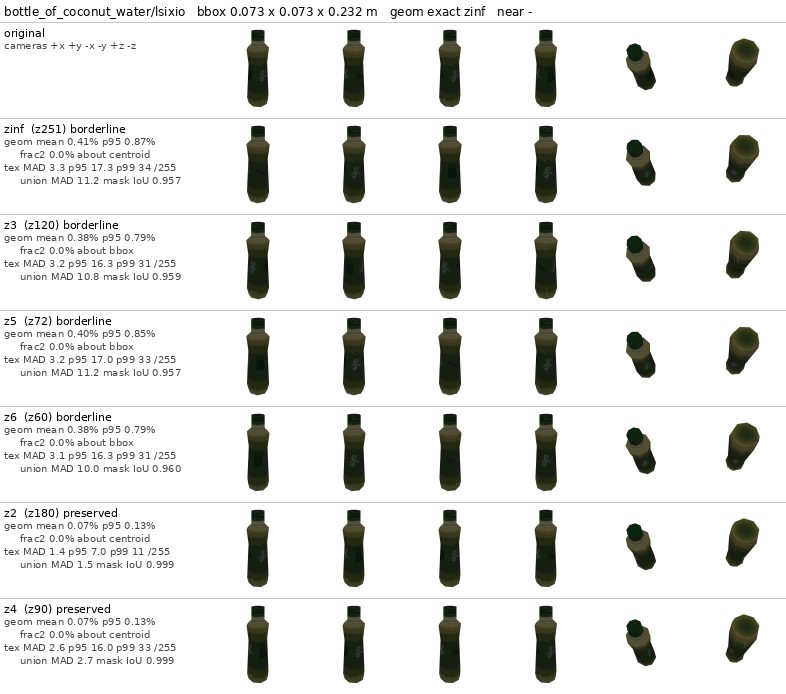 bottle_of_coconut_water/lsixio bbox 0.073 x 0.073 x 0.232 m geom exact zinf near -
original
cameras +x +y -x -y +z -z
zinf (z251) borderline
geom mean 0.41% p95 0.87%
frac2 0.0% about centroid
tex MAD 3.3 p95 17.3 p99 34 /255
union MAD 11.2 mask IoU 0.957
z3 (z120) borderline
geom mean 0.38% p95 0.79%
frac2 0.0% about bbox
tex MAD 3.2 p95 16.3 p99 31 /255
union MAD 10.8 mask IoU 0.959
z5 (z72) borderline
geom mean 0.40% p95 0.85%
frac2 0.0% about bbox
tex MAD 3.2 p95 17.0 p99 33 /255
union MAD 11.2 mask IoU 0.957
z6 (z60) borderline
geom mean 0.38% p95 0.79%
frac2 0.0% about bbox
tex MAD 3.1 p95 16.3 p99 31 /255
union MAD 10.0 mask IoU 0.960
z2 (z180) preserved
geom mean 0.07% p95 0.13%
frac2 0.0% about centroid
tex MAD 1.4 p95 7.0 p99 11 /255
union MAD 1.5 mask IoU 0.999
z4 (z90) preserved
geom mean 0.07% p95 0.13%
frac2 0.0% about centroid
tex MAD 2.6 p95 16.0 p99 33 /255
union MAD 2.7 mask IoU 0.999